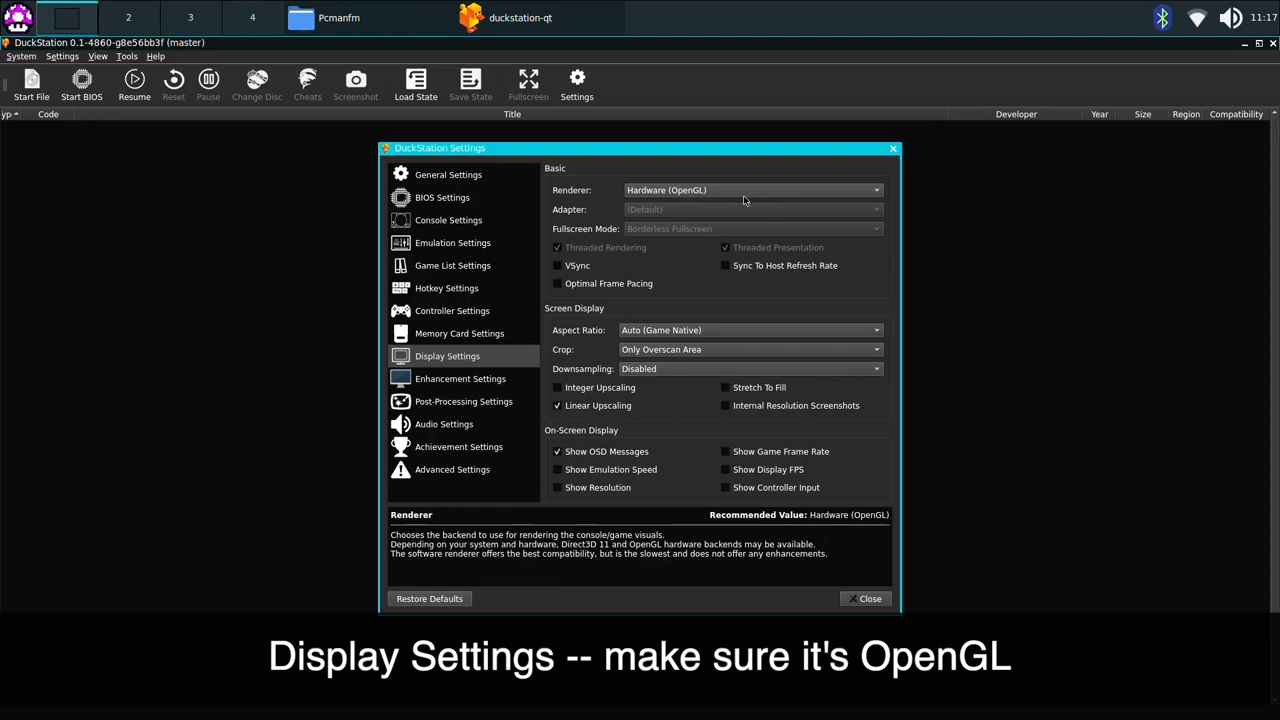 2 3 4 Pcmanfm duckstation-qt 11:17
DuckStation 0.1-4860-g8e56bb3f (master)
System Settings View Tools Help
Start File Start BIOS Resume Reset Pause Change Disc Cheats Screenshot Load State Save State Fullscreen Settings
yp Code Title Developer Year Size Region Compatibility
DuckStation Settings
General Settings
BIOS Settings
Console Settings
Emulation Settings
Game List Settings
Hotkey Settings
Controller Settings
Memory Card Settings
Display Settings
Enhancement Settings
Post-Processing Settings
Audio Settings
Achievement Settings
Advanced Settings
Basic
Renderer: Hardware (OpenGL)
Adapter: (Default)
Fullscreen Mode: Borderless Fullscreen
Threaded Rendering Threaded Presentation
VSync Sync To Host Refresh Rate
Optimal Frame Pacing
Screen Display
Aspect Ratio: Auto (Game Native)
Crop: Only Overscan Area
Downsampling: Disabled
Integer Upscaling Stretch To Fill
Linear Upscaling Internal Resolution Screenshots
On-Screen Display
Show OSD Messages Show Game Frame Rate
Show Emulation Speed Show Display FPS
Show Resolution Show Controller Input
Renderer Recommended Value: Hardware (OpenGL)
Chooses the backend to use for rendering the console/game visuals.
Depending on your system and hardware, Direct3D 11 and OpenGL hardware backends may be available.
The software renderer offers the best compatibility, but is the slowest and does not offer any enhancements.
Restore Defaults Close
Display Settings -- make sure it's OpenGL